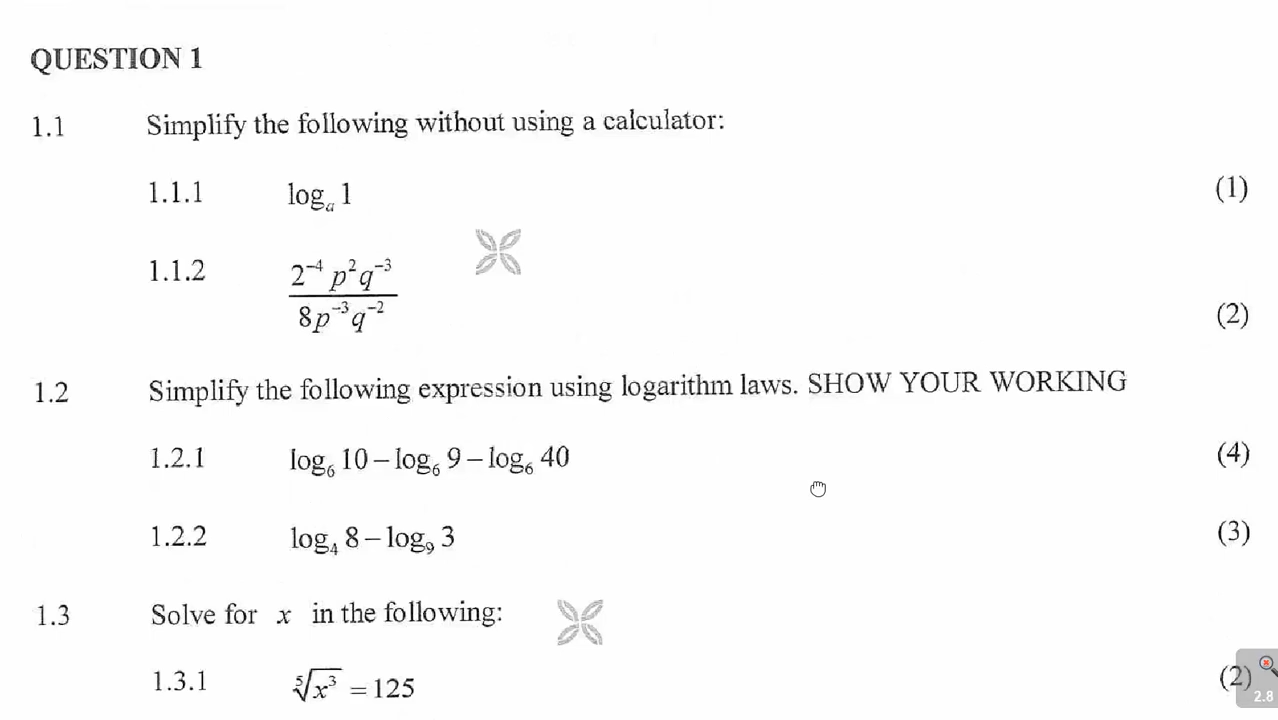 QUESTION 1
1.1 Simplify the following without using a calculator:
1.1.1 logₐ 1 (1)
1.1.2 2⁻⁴ p² q⁻³ / 8p⁻³ q⁻² (2)
1.2 Simplify the following expression using logarithm laws. SHOW YOUR WORKING
1.2.1 log₆ 10 – log₆ 9 – log₆ 40 (4)
1.2.2 log₄ 8 – log₉ 3 (3)
1.3 Solve for x in the following:
1.3.1 ⁵√x³ = 125 (2)
2.8